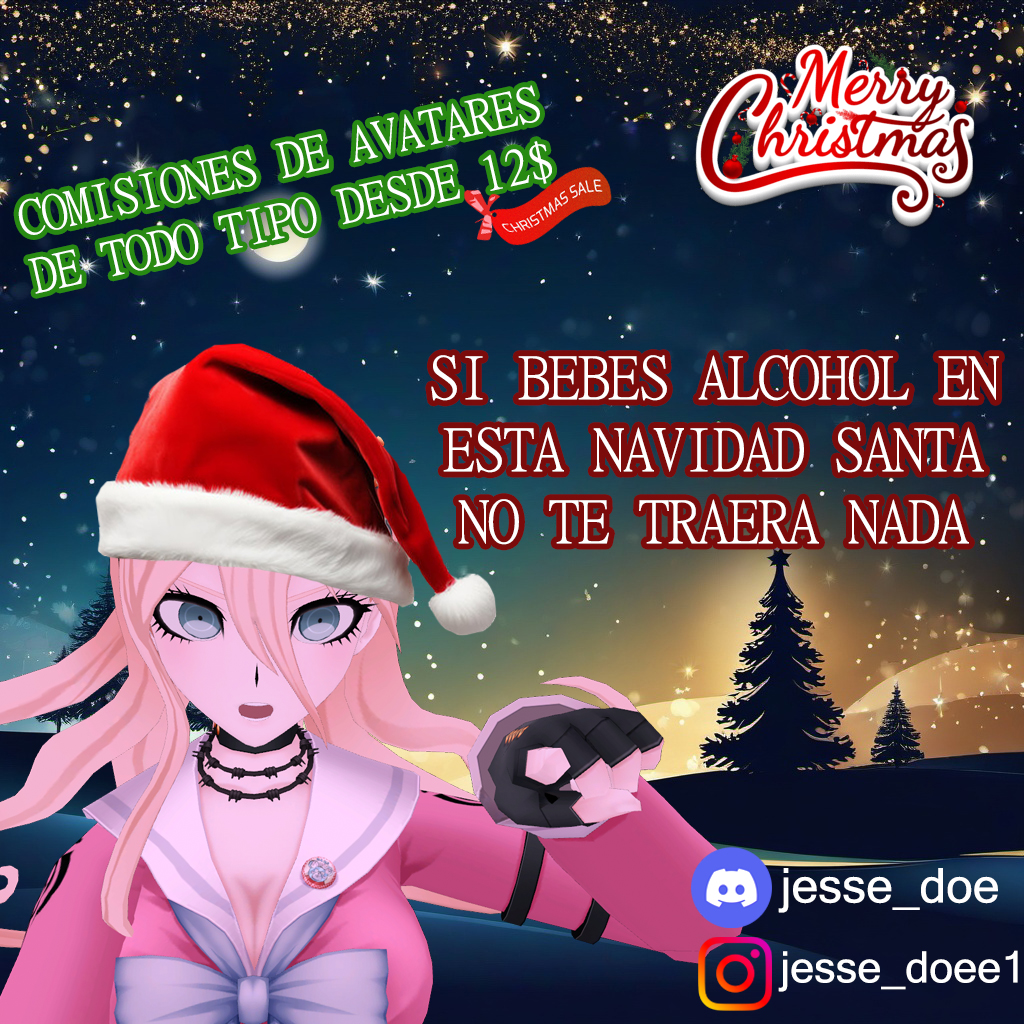 COMISIONES DE AVATARES
DE TODO TIPO DESDE 12$
CHRISTMAS SALE
Merry
Christmas
SI BEBES ALCOHOL EN
ESTA NAVIDAD SANTA
NO TE TRAERA NADA
jesse_doe
jesse_doee1